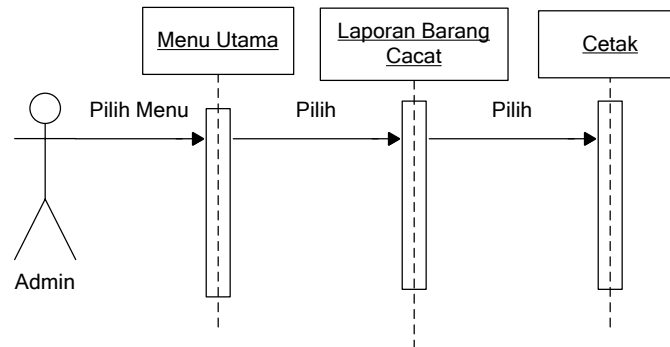 Menu Utama
Laporan Barang
Cacat
Cetak
Pilih Menu
Pilih
Pilih
Admin